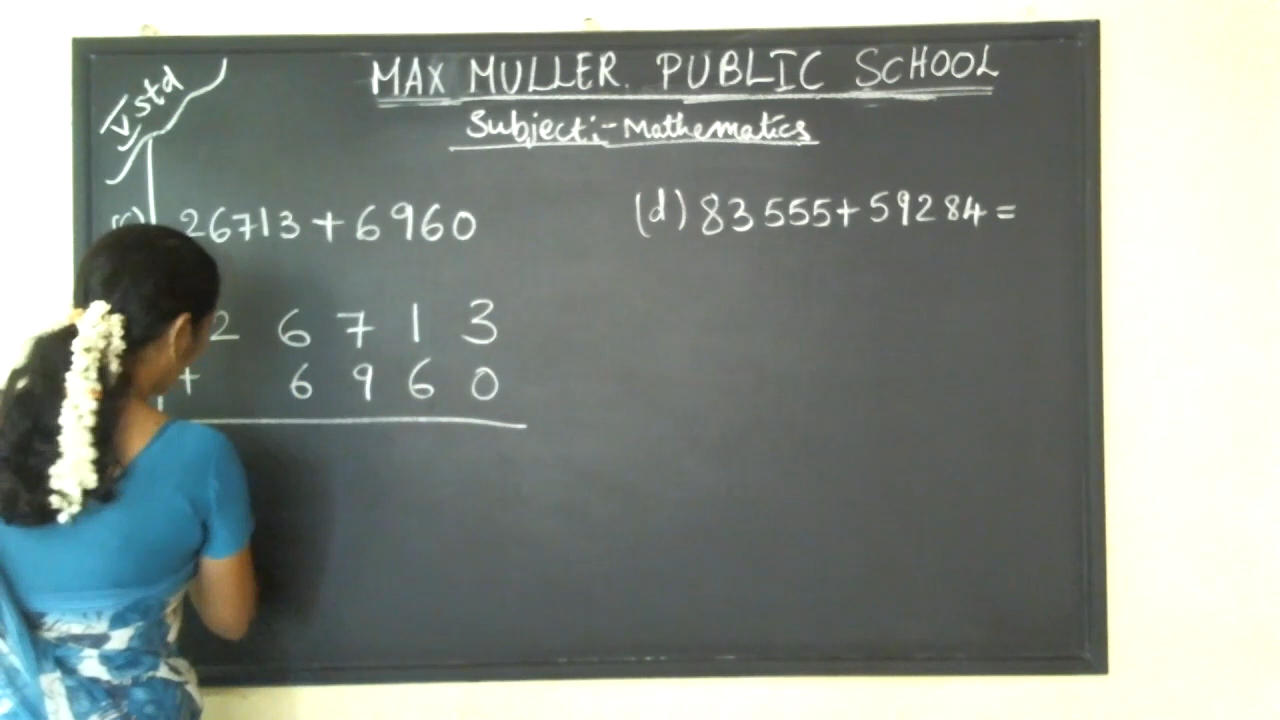 V std
MAX MULLER. PUBLIC SCHOOL
Subject:- Mathematics
(c) 26713 + 6960
(d) 83555 + 59284 =
2 6 7 1 3
+ 6 9 6 0